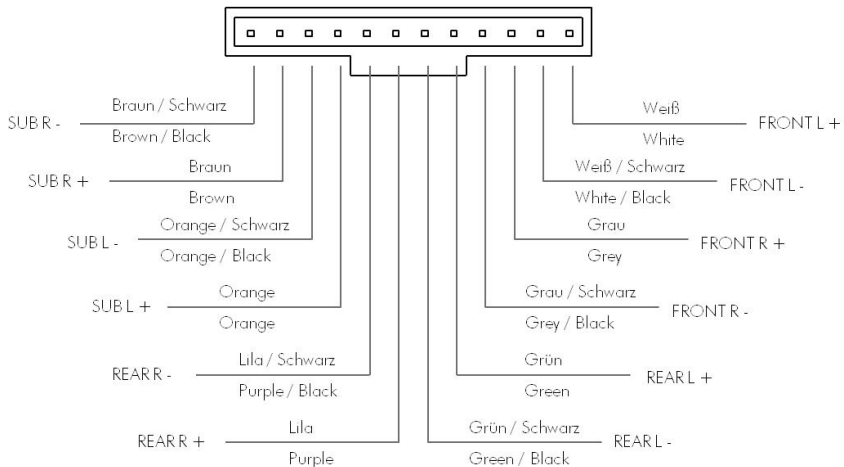 Braun / Schwarz
SUB R -
Brown / Black
Braun
SUB R +
Brown
Orange / Schwarz
SUB L -
Orange / Black
Orange
SUB L +
Orange
Lila / Schwarz
REAR R -
Purple / Black
Lila
REAR R +
Purple
Weiß
FRONT L +
White
Weiß / Schwarz
FRONT L -
White / Black
Grau
FRONT R +
Grey
Grau / Schwarz
FRONT R -
Grey / Black
Grün
REAR L +
Green
Grün / Schwarz
REAR L -
Green / Black